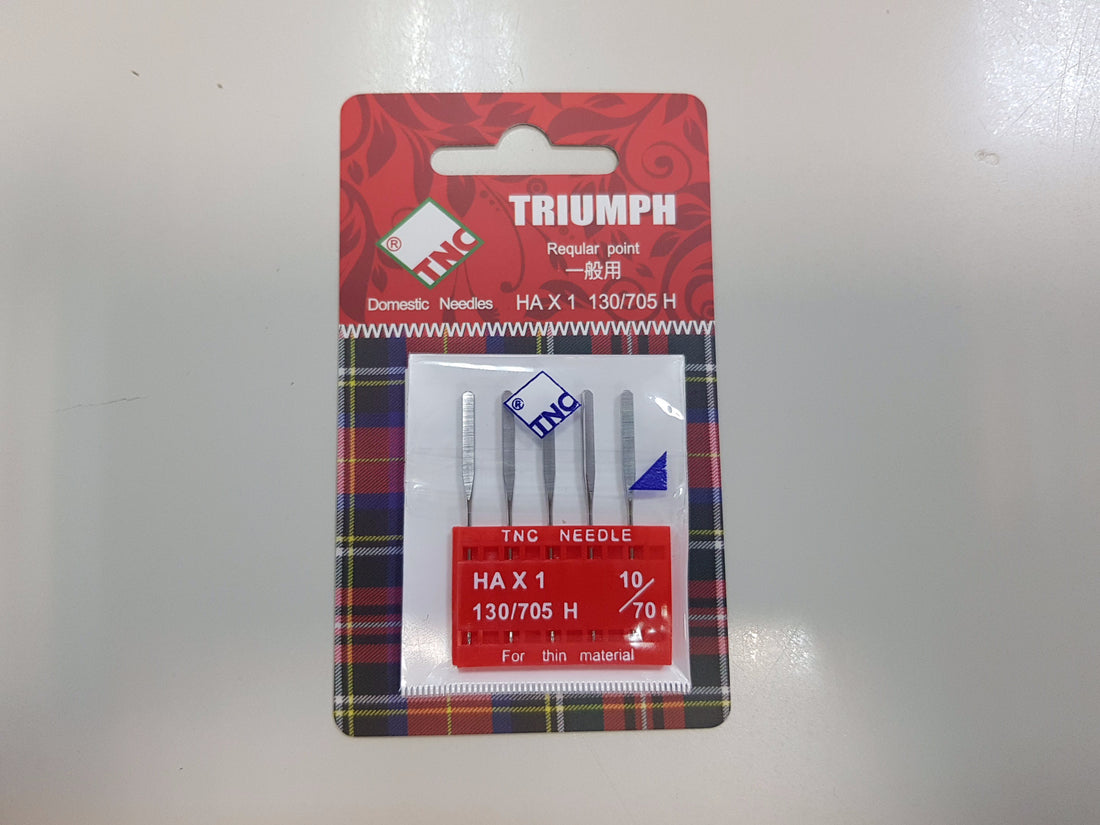 TRIUMPH
® TNC
Reqular point
一般用
Domestic Needles
HA X 1 130/705 H
® TNC
TNC NEEDLE
HA X 1
10/70
130/705 H
For thin material